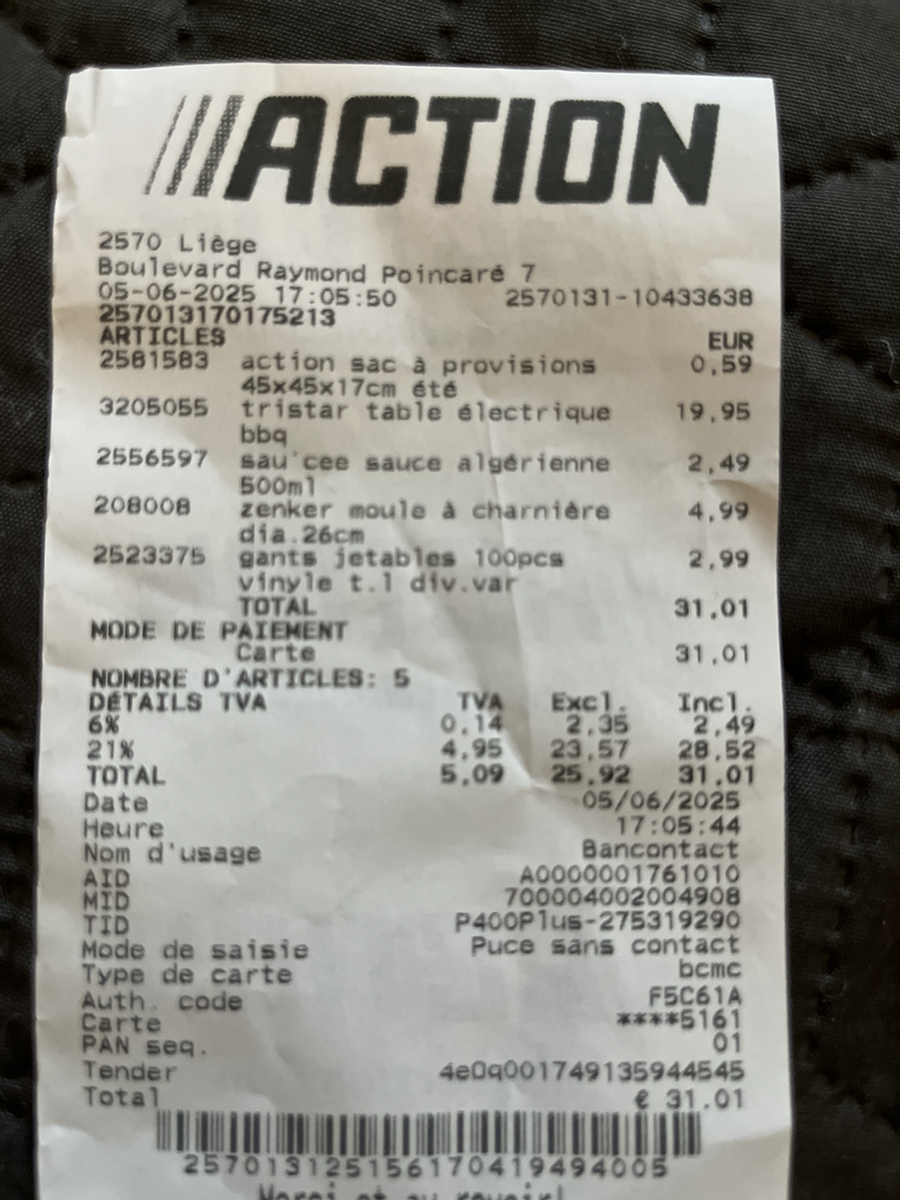 ACTION
2570 Liège
Boulevard Raymond Poincaré 7
05-06-2025 17:05:50 2570131-10433638
257013170175213
ARTICLES EUR
2581583 action sac à provisions 0,59
45x45x17cm été
3205055 tristar table électrique 19,95
bbq
2556597 sau'cee sauce algérienne 2,49
500ml
208008 zenker moule à charnière 4,99
dia.26cm
2523375 gants jetables 100pcs 2,99
vinyle t.l div.var
TOTAL 31,01
MODE DE PAIEMENT
Carte 31,01
NOMBRE D'ARTICLES: 5
DÉTAILS TVA TVA Excl. Incl.
6% 0,14 2,35 2,49
21% 4,95 23,57 28,52
TOTAL 5,09 25,92 31,01
Date 05/06/2025
Heure 17:05:44
Nom d'usage Bancontact
AID A0000001761010
MID 700004002004908
TID P400Plus-275319290
Mode de saisie Puce sans contact
Type de carte bcmc
Auth. code F5C61A
Carte ****5161
PAN seq. 01
Tender 4e0q001749135944545
Total € 31.01
257013125156170419494005
Merci et au revoir!